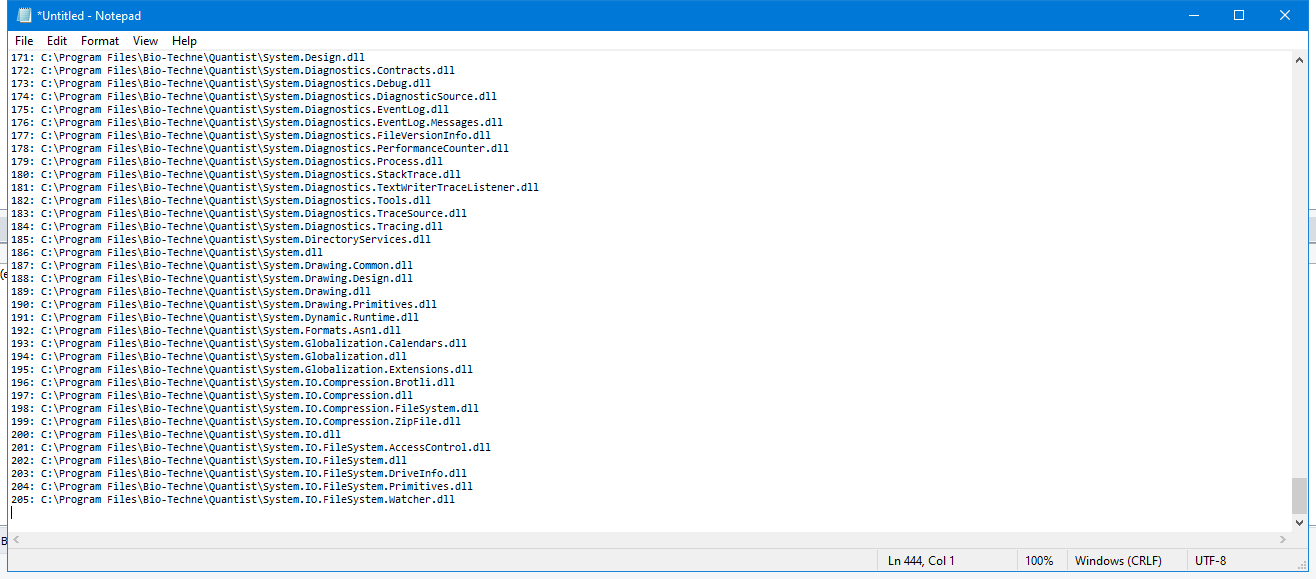 *Untitled - Notepad
File Edit Format View Help
171: C:\Program Files\Bio-Techne\Quantist\System.Design.dll
172: C:\Program Files\Bio-Techne\Quantist\System.Diagnostics.Contracts.dll
173: C:\Program Files\Bio-Techne\Quantist\System.Diagnostics.Debug.dll
174: C:\Program Files\Bio-Techne\Quantist\System.Diagnostics.DiagnosticSource.dll
175: C:\Program Files\Bio-Techne\Quantist\System.Diagnostics.EventLog.dll
176: C:\Program Files\Bio-Techne\Quantist\System.Diagnostics.EventLog.Messages.dll
177: C:\Program Files\Bio-Techne\Quantist\System.Diagnostics.FileVersionInfo.dll
178: C:\Program Files\Bio-Techne\Quantist\System.Diagnostics.PerformanceCounter.dll
179: C:\Program Files\Bio-Techne\Quantist\System.Diagnostics.Process.dll
180: C:\Program Files\Bio-Techne\Quantist\System.Diagnostics.StackTrace.dll
181: C:\Program Files\Bio-Techne\Quantist\System.Diagnostics.TextWriterTraceListener.dll
182: C:\Program Files\Bio-Techne\Quantist\System.Diagnostics.Tools.dll
183: C:\Program Files\Bio-Techne\Quantist\System.Diagnostics.TraceSource.dll
184: C:\Program Files\Bio-Techne\Quantist\System.Diagnostics.Tracing.dll
185: C:\Program Files\Bio-Techne\Quantist\System.DirectoryServices.dll
186: C:\Program Files\Bio-Techne\Quantist\System.dll
187: C:\Program Files\Bio-Techne\Quantist\System.Drawing.Common.dll
188: C:\Program Files\Bio-Techne\Quantist\System.Drawing.Design.dll
189: C:\Program Files\Bio-Techne\Quantist\System.Drawing.dll
190: C:\Program Files\Bio-Techne\Quantist\System.Drawing.Primitives.dll
191: C:\Program Files\Bio-Techne\Quantist\System.Dynamic.Runtime.dll
192: C:\Program Files\Bio-Techne\Quantist\System.Formats.Asn1.dll
193: C:\Program Files\Bio-Techne\Quantist\System.Globalization.Calendars.dll
194: C:\Program Files\Bio-Techne\Quantist\System.Globalization.dll
195: C:\Program Files\Bio-Techne\Quantist\System.Globalization.Extensions.dll
196: C:\Program Files\Bio-Techne\Quantist\System.IO.Compression.Brotli.dll
197: C:\Program Files\Bio-Techne\Quantist\System.IO.Compression.dll
198: C:\Program Files\Bio-Techne\Quantist\System.IO.Compression.FileSystem.dll
199: C:\Program Files\Bio-Techne\Quantist\System.IO.Compression.ZipFile.dll
200: C:\Program Files\Bio-Techne\Quantist\System.IO.dll
201: C:\Program Files\Bio-Techne\Quantist\System.IO.FileSystem.AccessControl.dll
202: C:\Program Files\Bio-Techne\Quantist\System.IO.FileSystem.dll
203: C:\Program Files\Bio-Techne\Quantist\System.IO.FileSystem.DriveInfo.dll
204: C:\Program Files\Bio-Techne\Quantist\System.IO.FileSystem.Primitives.dll
205: C:\Program Files\Bio-Techne\Quantist\System.IO.FileSystem.Watcher.dll
Ln 444, Col 1 100% Windows (CRLF) UTF-8